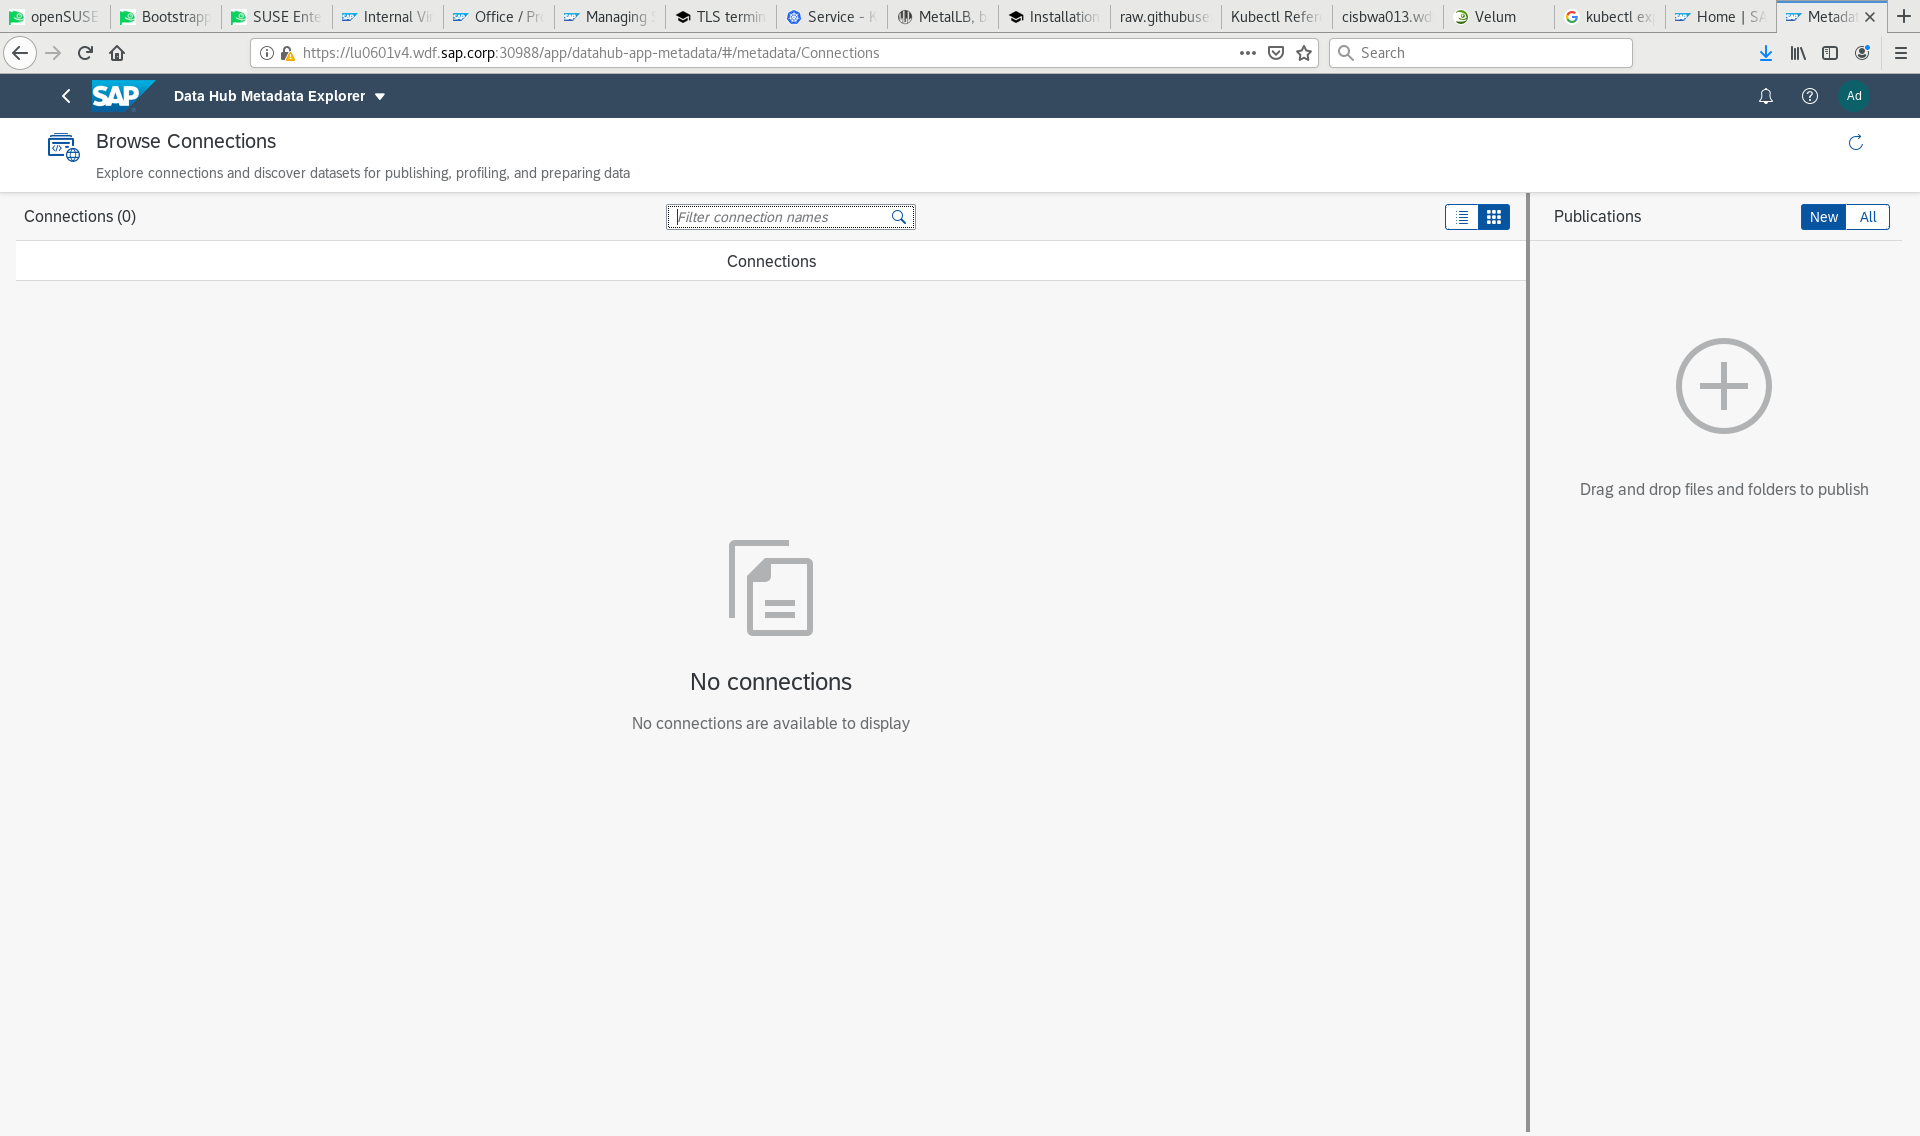 openSUSE
Bootstrapp
SUSE Ente
Internal Vi
Office / Pr
Managing S
TLS termin
Service - K
MetalLB, b
Installation
raw.githubuse
Kubectl Refere
cisbwa013.wd
Velum
kubectl exp
Home | SA
Metadat
https://lu0601v4.wdf.sap.corp:30988/app/datahub-app-metadata/#/metadata/Connections
Search
SAP
Data Hub Metadata Explorer
Ad
Browse Connections
Explore connections and discover datasets for publishing, profiling, and preparing data
Connections (0)
Filter connection names
Publications
New
All
Connections
Drag and drop files and folders to publish
No connections
No connections are available to display